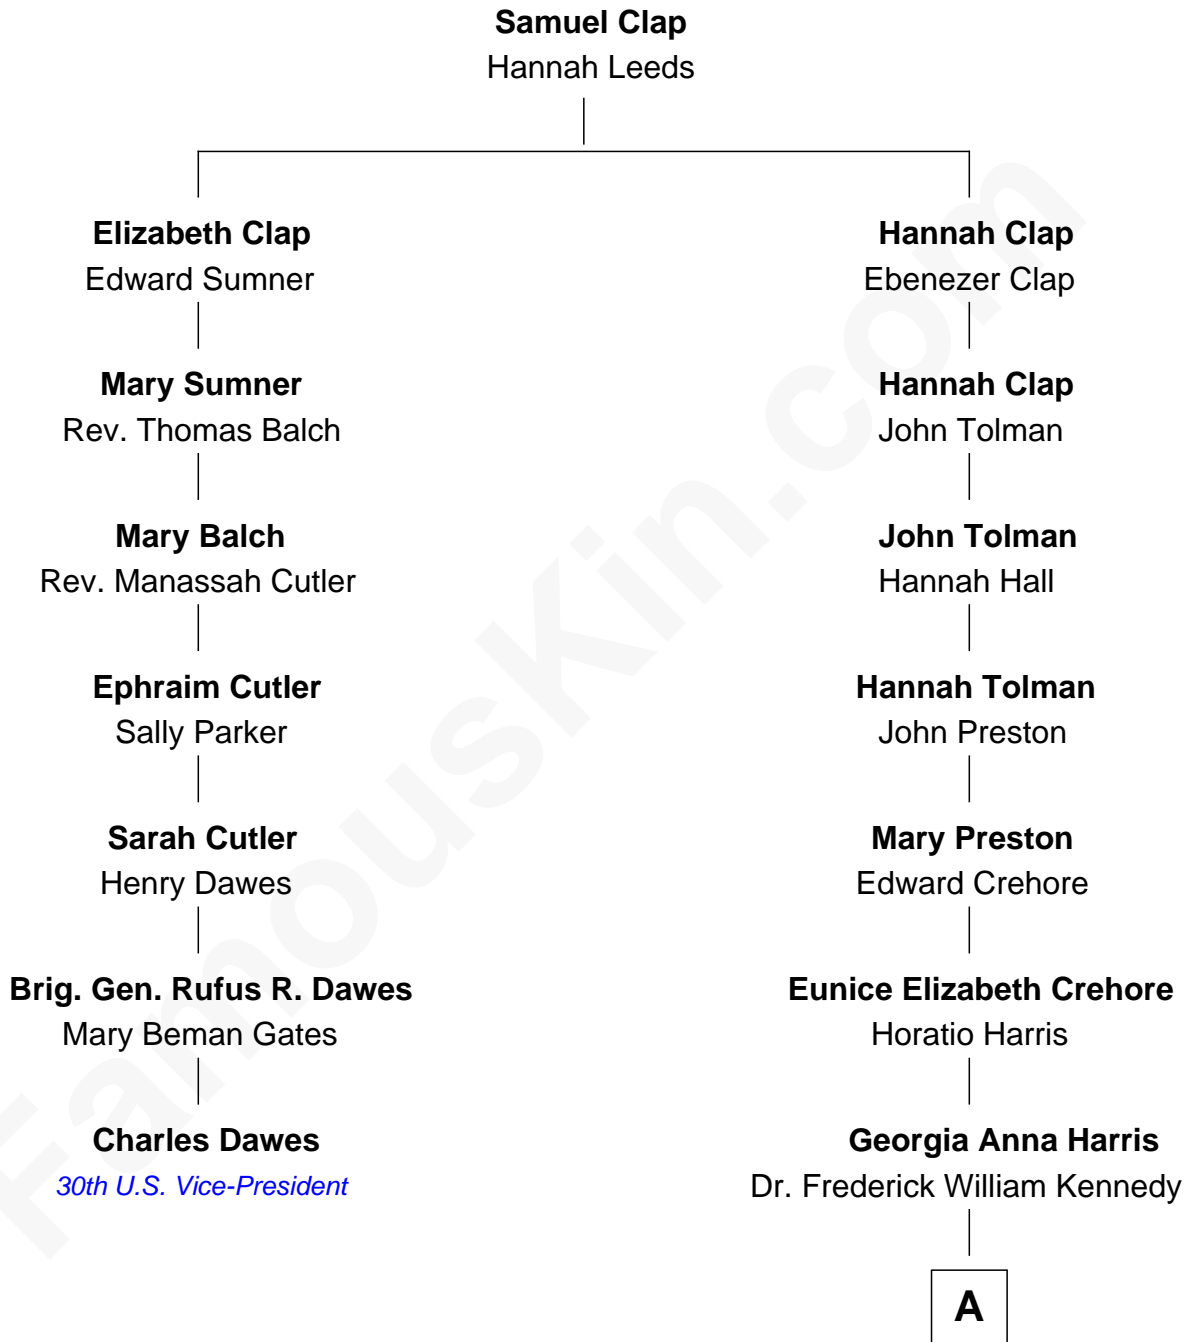 Samuel Clap
Hannah Leeds
Elizabeth Clap
Edward Sumner
Hannah Clap
Ebenezer Clap
Mary Sumner
Rev. Thomas Balch
Hannah Clap
John Tolman
Mary Balch
Rev. Manassah Cutler
John Tolman
Hannah Hall
Ephraim Cutler
Sally Parker
Hannah Tolman
John Preston
Sarah Cutler
Henry Dawes
Mary Preston
Edward Crehore
Brig. Gen. Rufus R. Dawes
Mary Beman Gates
Eunice Elizabeth Crehore
Horatio Harris
Charles Dawes
30th U.S. Vice-President
Georgia Anna Harris
Dr. Frederick William Kennedy
A
FamousKin.com